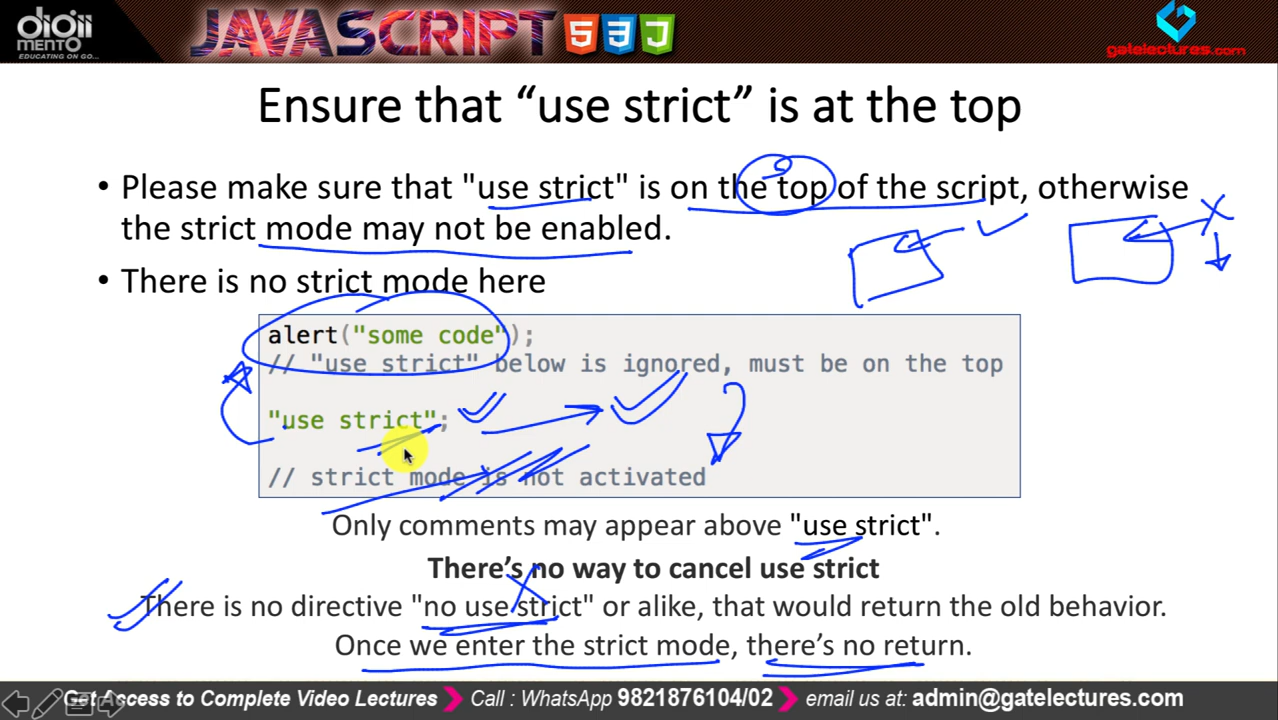 digii
MENTO
EDUCATING ON GO...
JAVASCRIPT
gatelectures.com
Ensure that “use strict” is at the top
• Please make sure that "use strict" is on the top of the script, otherwise
the strict mode may not be enabled.
• There is no strict mode here
alert("some code");
// "use strict" below is ignored, must be on the top
"use strict";
// strict mode is not activated
Only comments may appear above "use strict".
There’s no way to cancel use strict
There is no directive "no use strict" or alike, that would return the old behavior.
Once we enter the strict mode, there’s no return.
Get Access to Complete Video Lectures Call : WhatsApp 9821876104/02 email us at: admin@gatelectures.com